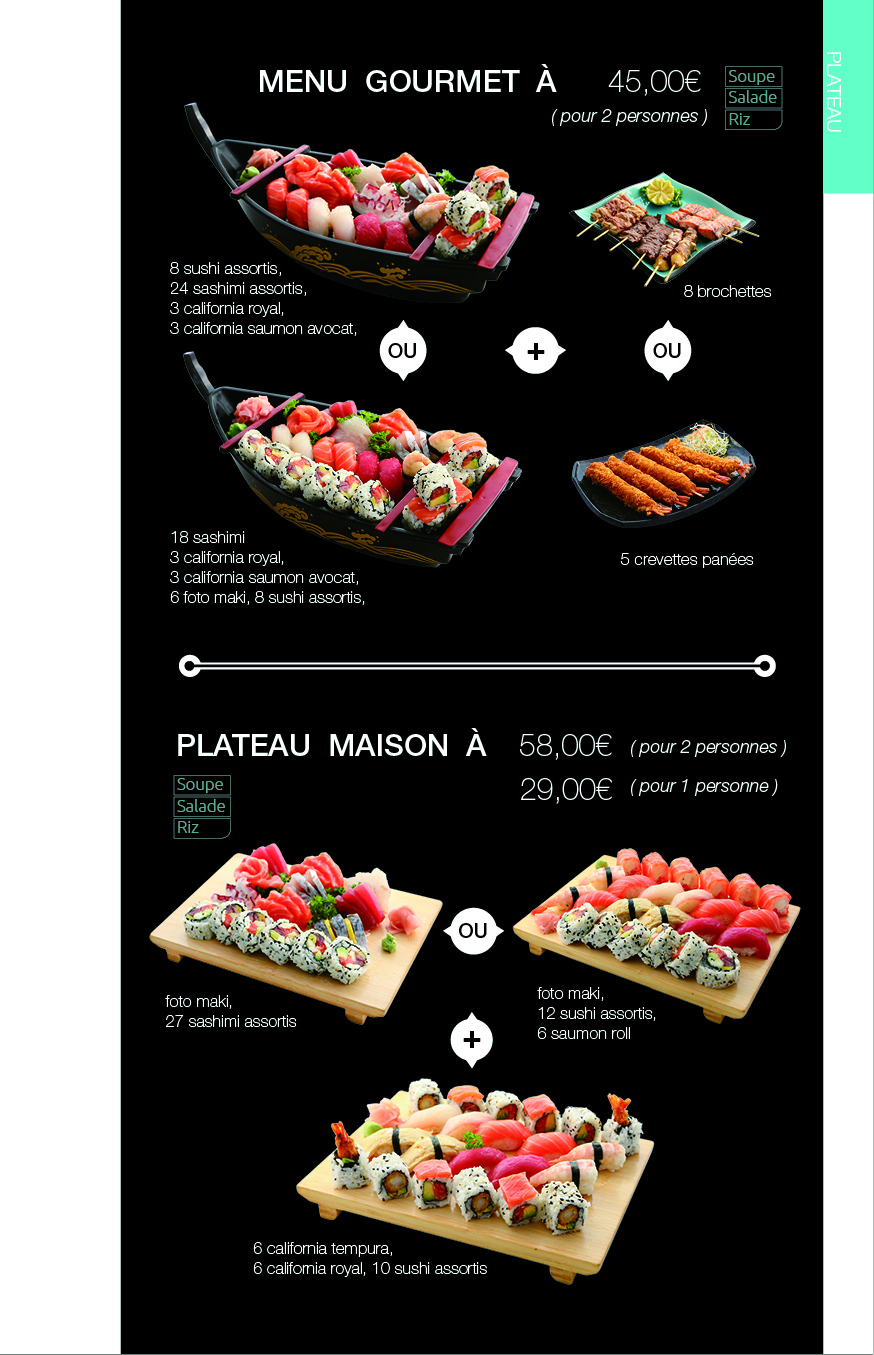 PLATEAU
MENU GOURMET À 45,00€
( pour 2 personnes )
Soupe
Salade
Riz
8 sushi assortis,
24 sashimi assortis,
3 california royal,
3 california saumon avocat,
8 brochettes
OU
+
OU
18 sashimi
3 california royal,
3 california saumon avocat,
6 foto maki, 8 sushi assortis,
5 crevettes panées
PLATEAU MAISON À 58,00€ ( pour 2 personnes )
29,00€ ( pour 1 personne )
Soupe
Salade
Riz
OU
foto maki,
27 sashimi assortis
foto maki,
12 sushi assortis,
6 saumon roll
+
6 california tempura,
6 california royal, 10 sushi assortis